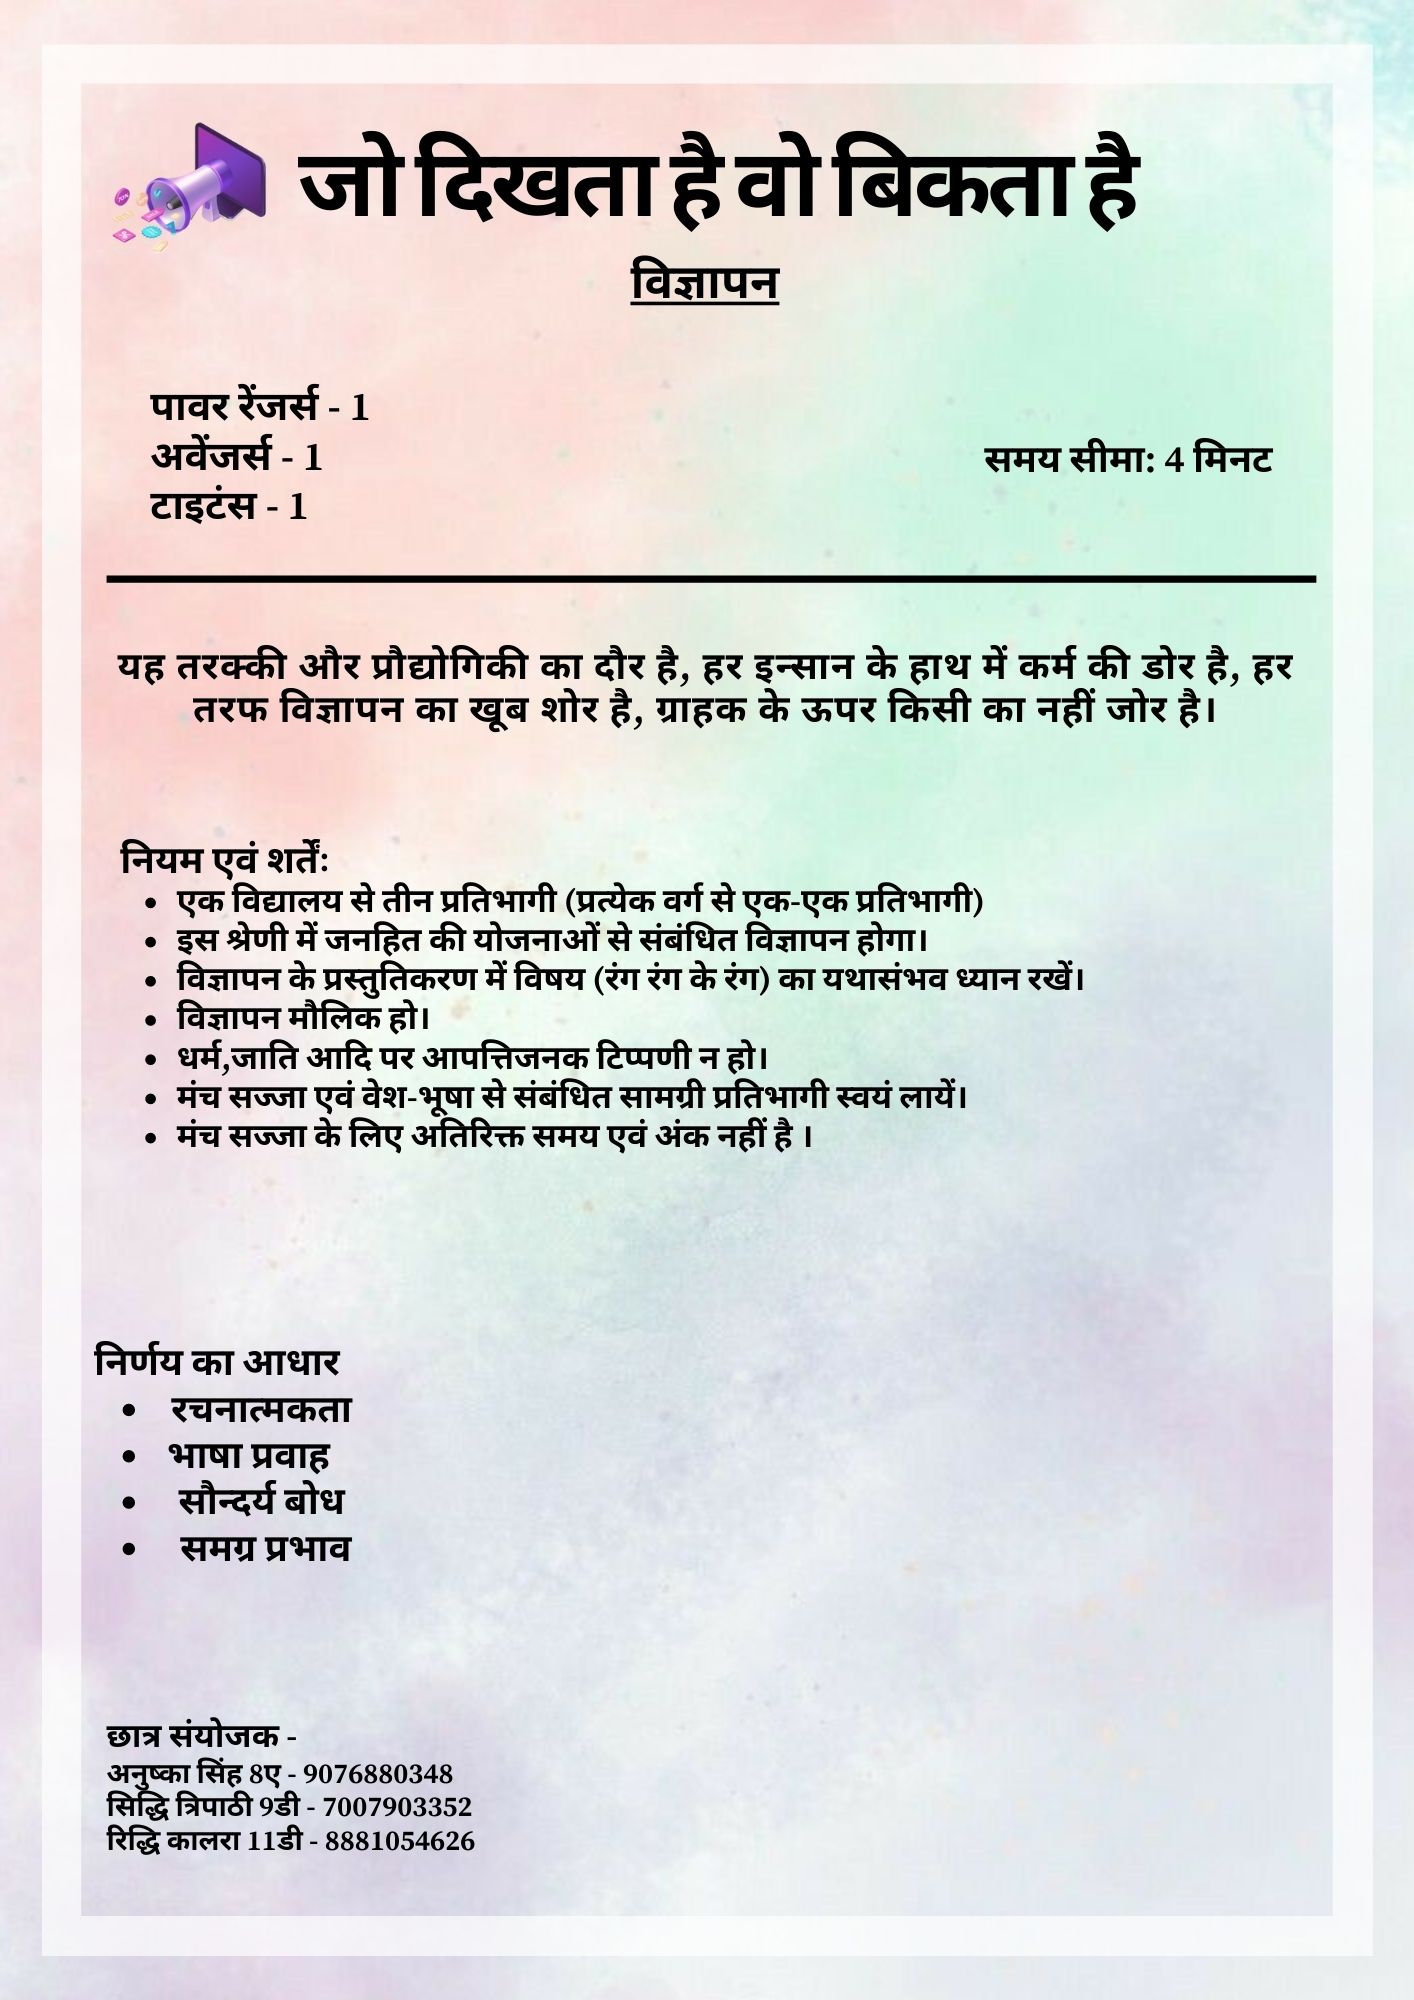 जो दिखता है वो बिकता है
विज्ञापन
पावर रेंजर्स - 1
अवेंजर्स - 1
टाइटंस - 1
समय सीमा: 4 मिनट
यह तरक्की और प्रौद्योगिकी का दौर है, हर इन्सान के हाथ में कर्म की डोर है, हर
तरफ विज्ञापन का खूब शोर है, ग्राहक के ऊपर किसी का नहीं जोर है।
नियम एवं शर्तें:
• एक विद्यालय से तीन प्रतिभागी (प्रत्येक वर्ग से एक-एक प्रतिभागी)
• इस श्रेणी में जनहित की योजनाओं से संबंधित विज्ञापन होगा।
• विज्ञापन के प्रस्तुतिकरण में विषय (रंग रंग के रंग) का यथासंभव ध्यान रखें।
• विज्ञापन मौलिक हो।
• धर्म,जाति आदि पर आपत्तिजनक टिप्पणी न हो।
• मंच सज्जा एवं वेश-भूषा से संबंधित सामग्री प्रतिभागी स्वयं लायें।
• मंच सज्जा के लिए अतिरिक्त समय एवं अंक नहीं है ।
निर्णय का आधार
• रचनात्मकता
• भाषा प्रवाह
• सौन्दर्य बोध
• समग्र प्रभाव
छात्र संयोजक -
अनुष्का सिंह 8ए - 9076880348
सिद्धि त्रिपाठी 9डी - 7007903352
रिद्धि कालरा 11डी - 8881054626